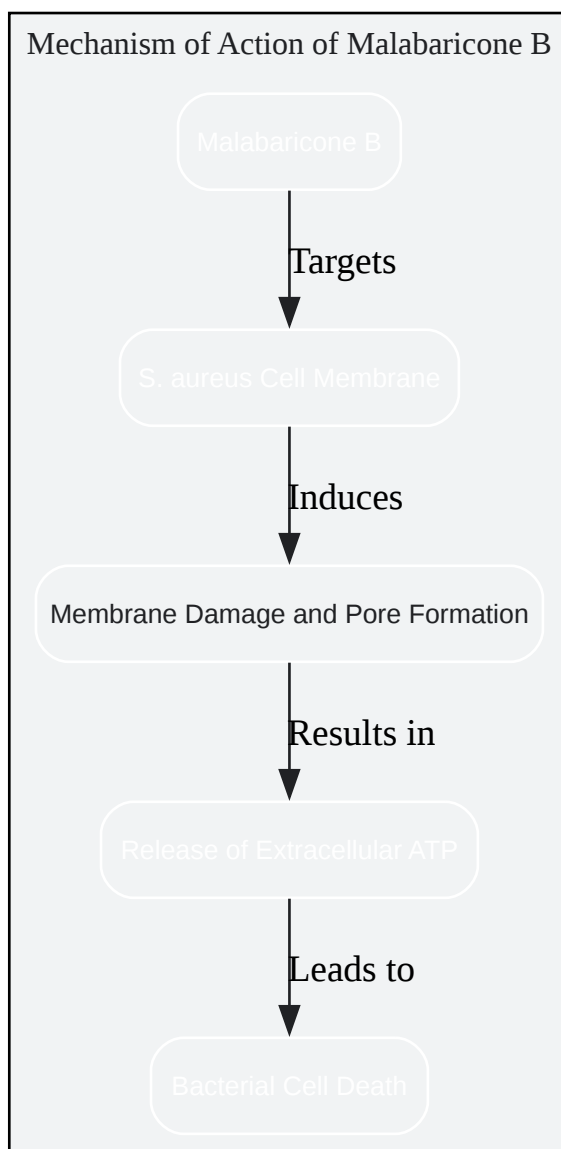 Mechanism of Action of Malabaricone B
Malabaricone B
Targets
S. aureus Cell Membrane
Induces
Membrane Damage and Pore Formation
Results in
Release of Extracellular ATP
Leads to
Bacterial Cell Death